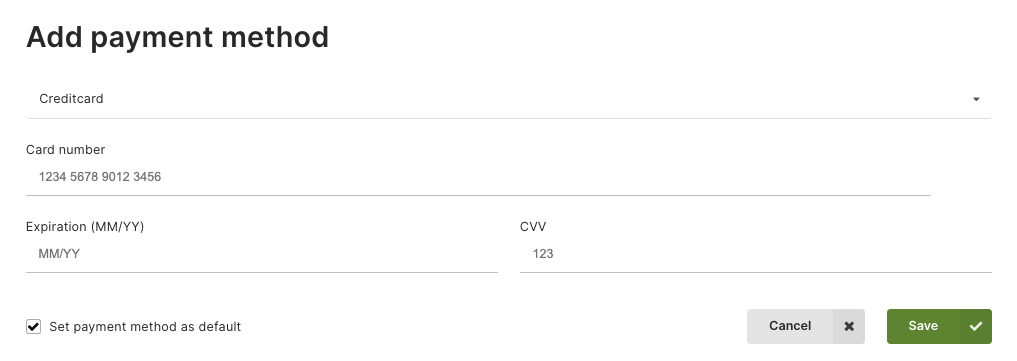 Add payment method
Creditcard
Card number
1234 5678 9012 3456
Expiration (MM/YY)
CVV
MM/YY
123
Set payment method as default
Cancel
Save